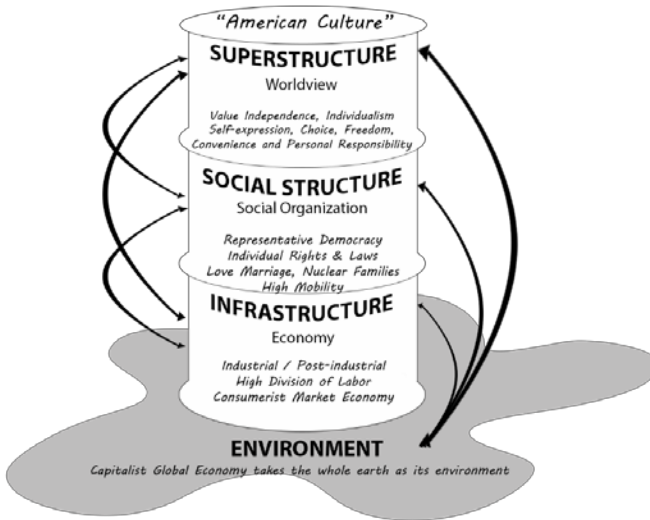 “American Culture”
SUPERSTRUCTURE
Worldview
Value Independence, Individualism
Self-expression, Choice, Freedom,
Convenience and Personal Responsibility
SOCIAL STRUCTURE
Social Organization
Representative Democracy
Individual Rights & Laws
Love Marriage, Nuclear Families
High Mobility
INFRASTRUCTURE
Economy
Industrial / Post-industrial
High Division of Labor
Consumerist Market Economy
ENVIRONMENT
Capitalist Global Economy takes the whole earth as its environment